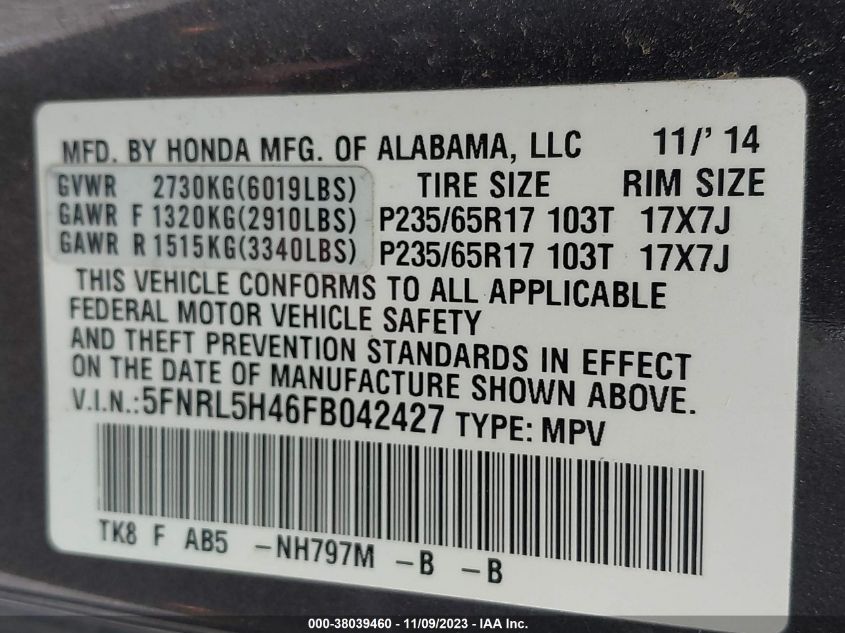 MFD. BY HONDA MFG. OF ALABAMA, LLC 11/' 14
GVWR 2730KG(6019LBS) TIRE SIZE RIM SIZE
GAWR F 1320KG(2910LBS) P235/65R17 103T 17X7J
GAWR R 1515KG(3340LBS) P235/65R17 103T 17X7J
THIS VEHICLE CONFORMS TO ALL APPLICABLE
FEDERAL MOTOR VEHICLE SAFETY
AND THEFT PREVENTION STANDARDS IN EFFECT
ON THE DATE OF MANUFACTURE SHOWN ABOVE.
V.I.N.:5FNRL5H46FB042427 TYPE: MPV
TK8 F AB5 -NH797M -B -B
000-38039460 - 11/09/2023 - IAA Inc.